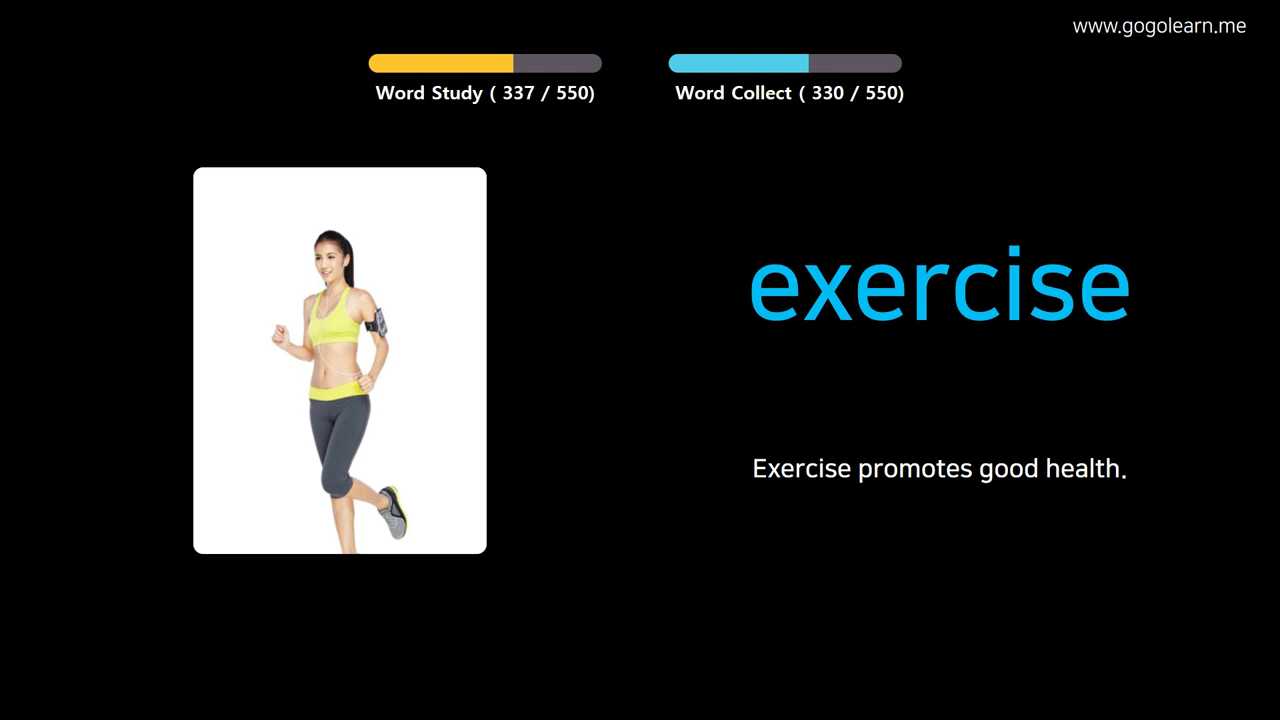 www.gogolearn.me
Word Study ( 337 / 550)
Word Collect ( 330 / 550)
exercise
Exercise promotes good health.